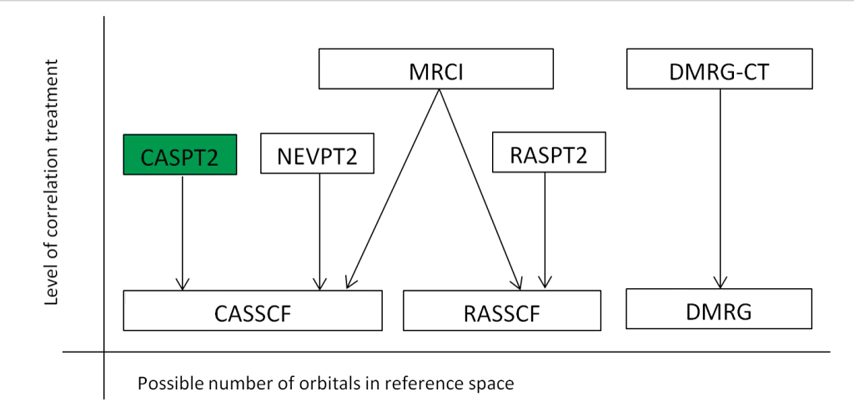 MRCI
DMRG-CT
CASPT2
NEVPT2
RASPT2
Level of correlation treatment
CASSCF
RASSCF
DMRG
Possible number of orbitals in reference space